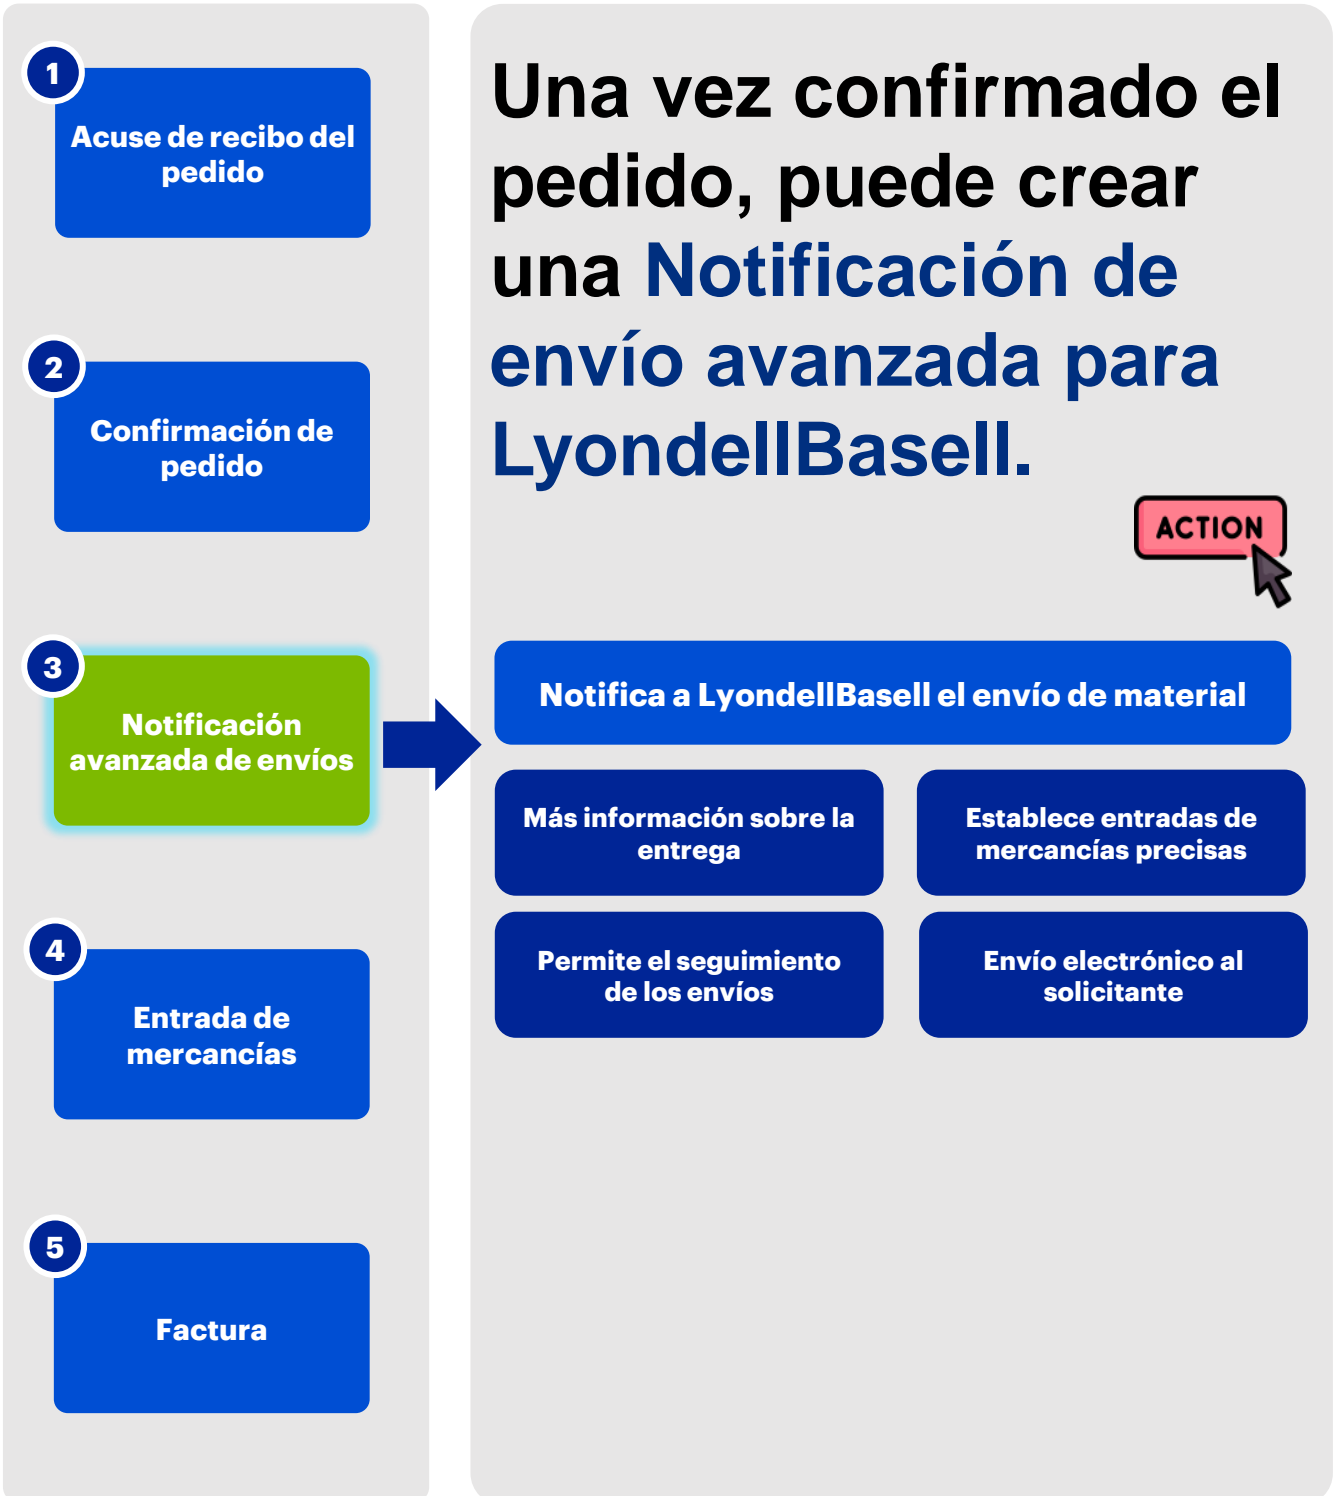 1
Acuse de recibo del
pedido
2
Confirmación de
pedido
3
Notificación
avanzada de envíos
4
Entrada de
mercancías
5
Factura
Una vez confirmado el
pedido, puede crear
una Notificación de
envío avanzada para
LyondellBasell.
ACTION
Notifica a LyondellBasell el envío de material
Más información sobre la
entrega
Establece entradas de
mercancías precisas
Permite el seguimiento
de los envíos
Envío electrónico al
solicitante